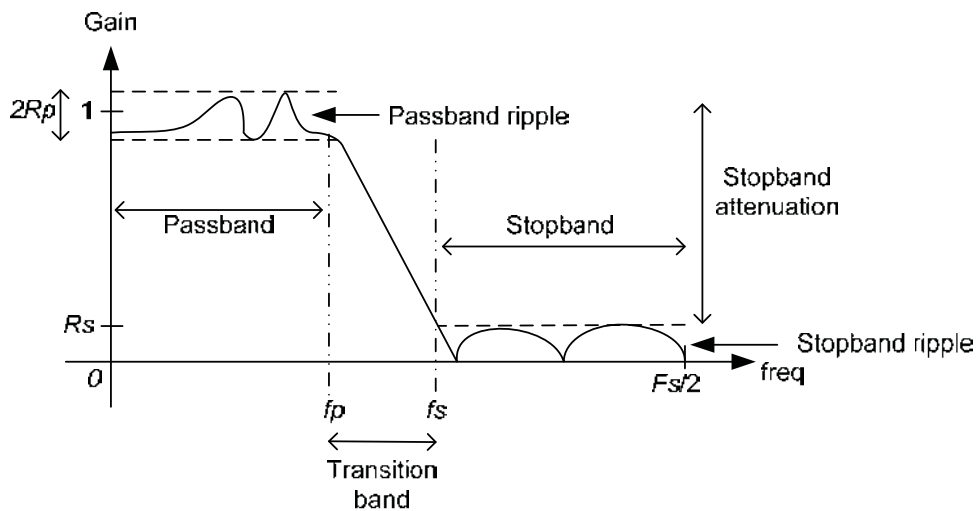 Gain
2Rp
1
Passband ripple
Stopband
attenuation
Passband
Stopband
Rs
Stopband ripple
0
freq
Fs/2
fp
fs
Transition
band